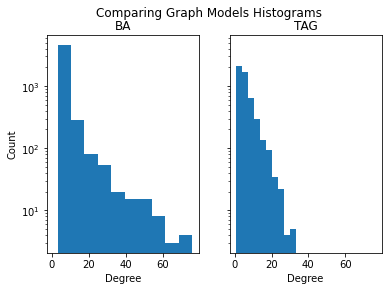 Comparing Graph Models Histograms
BA
TAG
10³
10²
10¹
Count
0 20 40 60
0 20 40 60
Degree
Degree